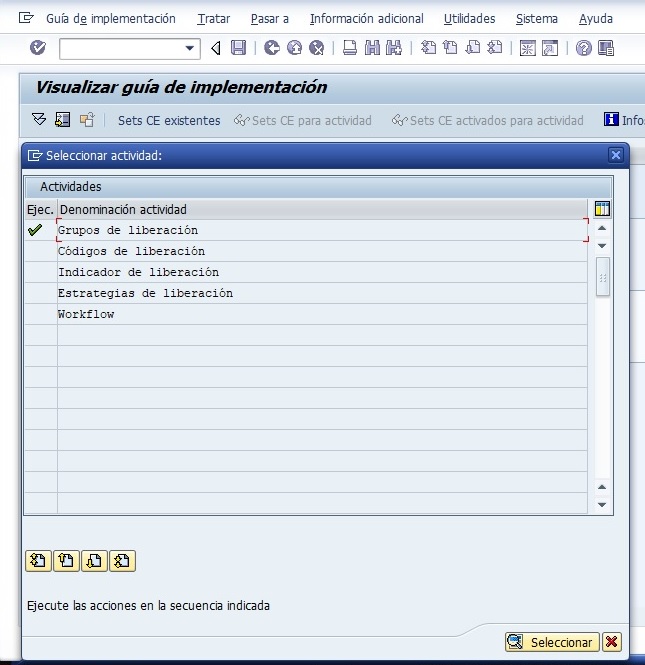 Guía de implementación Tratar Pasar a Información adicional Utilidades Sistema Ayuda
Visualizar guía de implementación
Sets CE existentes Sets CE para actividad Sets CE activados para actividad
Seleccionar actividad:
Actividades
Ejec. Denominación actividad
Grupos de liberación
Códigos de liberación
Indicador de liberación
Estrategias de liberación
Workflow
Ejecute las acciones en la secuencia indicada
Seleccionar